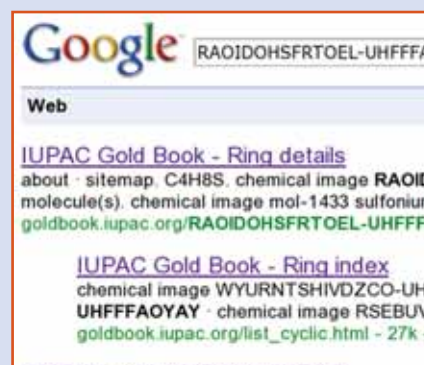 Google RAOIDOHSFRTOEL-UHFFFA
Web
IUPAC Gold Book - Ring details
about · sitemap. C4H8S. chemical image RAOID
molecule(s). chemical image mol-1433 sulfoniur
goldbook.iupac.org/RAOIDOHSFRTOEL-UHFFF
IUPAC Gold Book - Ring index
chemical image WYURNTSHIVDZCO-UH
UHFFFAOYAY · chemical image RSEBUV
goldbook.iupac.org/list_cyclic.html - 27k -